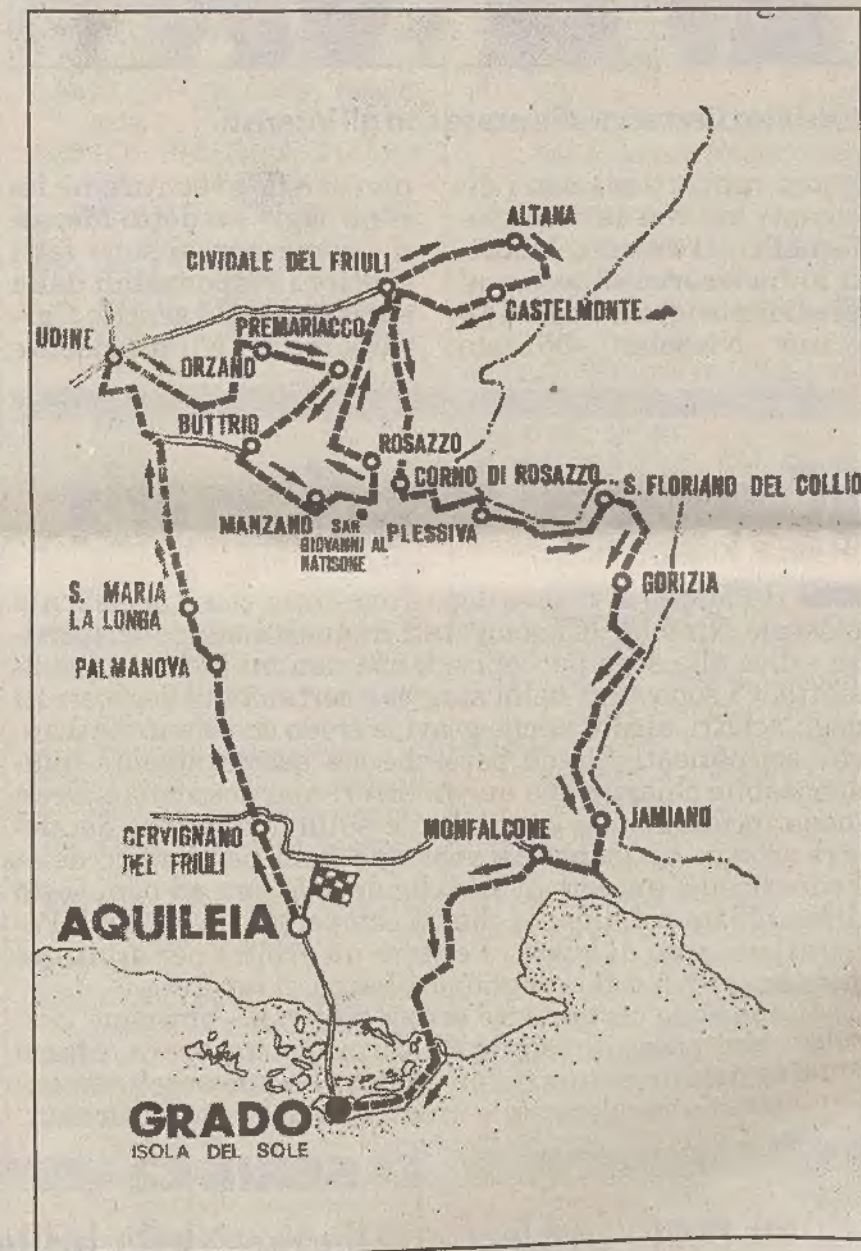 ALTANA
CIVIDALE DEL FRIULI
CASTELMONTE
PREMARIACCO
UDINE
ORZANO
BUTTRIO
ROSAZZO
CORNO DI ROSAZZO
S. FLORIANO DEL COLLIO
MANZANO
SAN
GIOVANNI AL
NATISONE
PLESSIVA
GORIZIA
S. MARIA
LA LONGA
PALMANOVA
CERVIGNANO
DEL FRIULI
MONFALCONE
JAMIANO
AQUILEIA
GRADO
ISOLA DEL SOLE